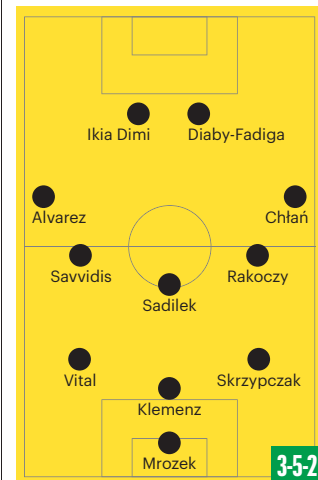 Ikia Dimi Diaby-Fadiga
Alvarez Chłań
Savvidis Rakoczy
Sadilek
Vital Skrzypczak
Klemenz
Mrozek
3-5-2